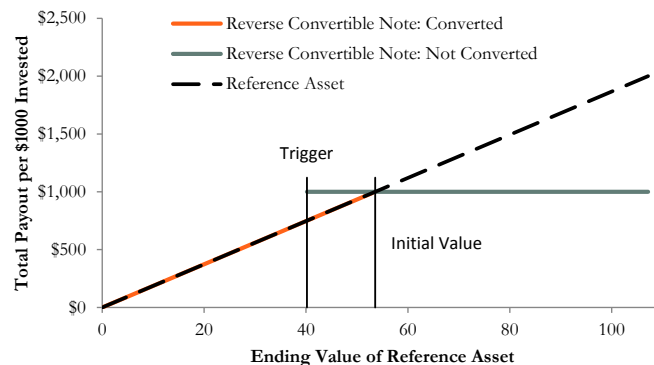 $2,500
$2,000
$1,500
$1,000
$500
$0
Total Payout per $1000 Invested
Reverse Convertible Note: Converted
Reverse Convertible Note: Not Converted
Reference Asset
Trigger
Initial Value
0 20 40 60 80 100
Ending Value of Reference Asset